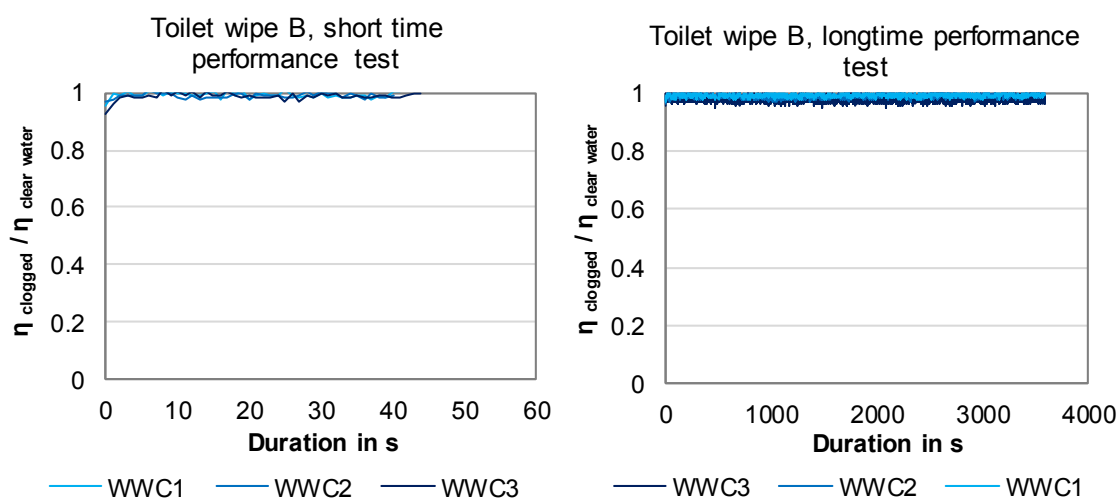 Toilet wipe B, short time
performance test
η clogged / η clear water
1
0.8
0.6
0.4
0.2
0
0 10 20 30 40 50 60
Duration in s
WWC1 WWC2 WWC3
Toilet wipe B, longtime performance
test
η clogged / η clear water
1
0.8
0.6
0.4
0.2
0
0 1000 2000 3000 4000
Duration in s
WWC3 WWC2 WWC1